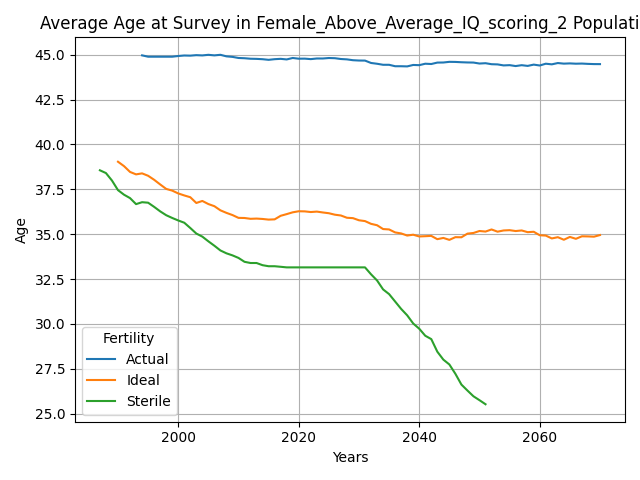 Average Age at Survey in Female_Above_Average_IQ_scoring_2 Populati
45.0
42.5
40.0
37.5
35.0
32.5
30.0
27.5
25.0
Age
Fertility
Actual
Ideal
Sterile
2000
2020
2040
2060
Years